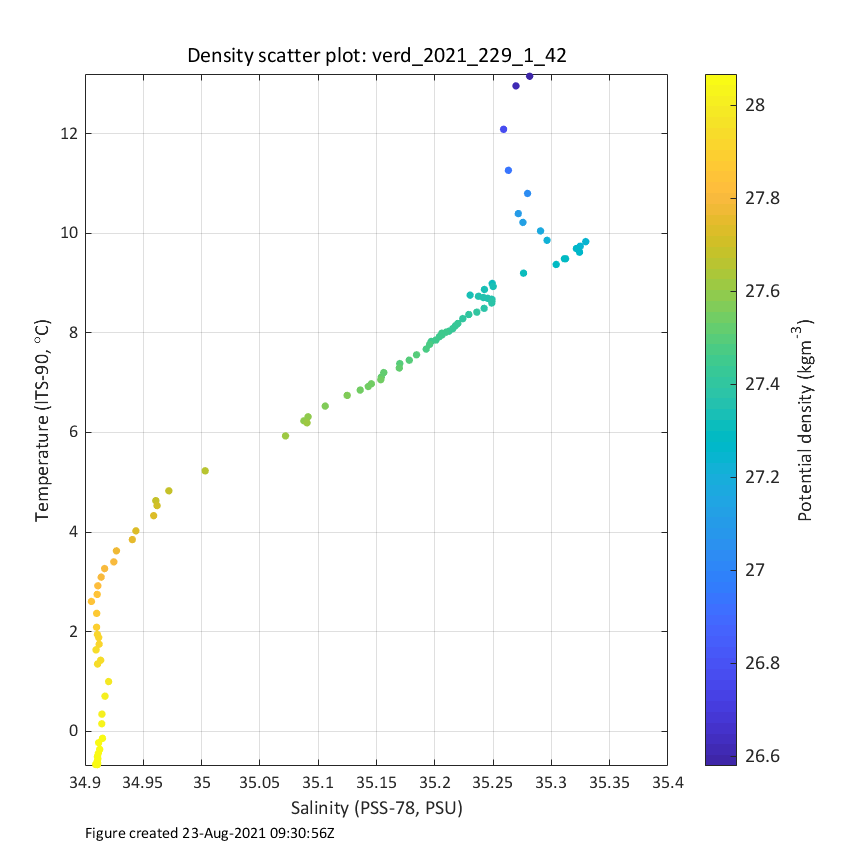 Density scatter plot: verd_2021_229_1_42
12
10
8
6
4
2
0
Temperature (ITS-90, °C)
34.9 34.95 35 35.05 35.1 35.15 35.2 35.25 35.3 35.35 35.4
Salinity (PSS-78, PSU)
28
27.8
27.6
27.4
27.2
27
26.8
26.6
Potential density (kgm-3)
Figure created 23-Aug-2021 09:30:56Z